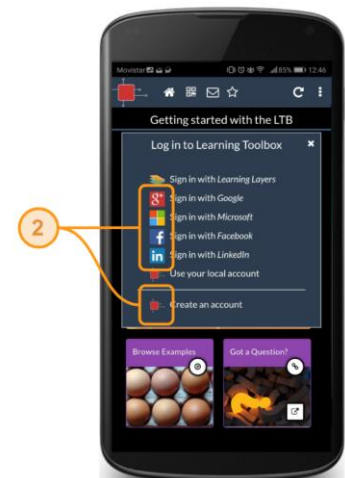 Movistar 85% 12:46
Getting started with the LTB
Log in to Learning Toolbox ×
Sign in with Learning Layers
g+ Sign in with Google
Sign in with Microsoft
f Sign in with Facebook
in Sign in with LinkedIn
Use your local account
Create an account
2
Browse Examples
Got a Question?